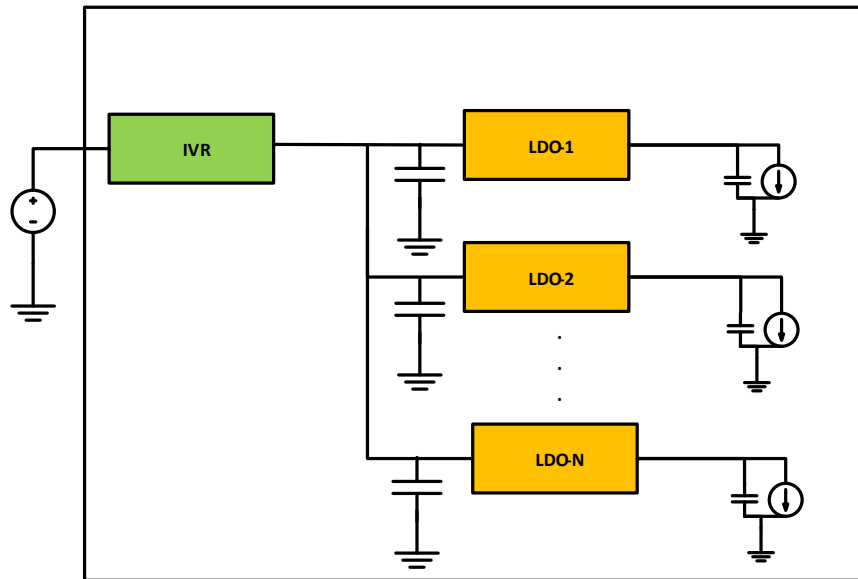 IVR
LDO-1
LDO-2
.
.
.
LDO-N
+
-